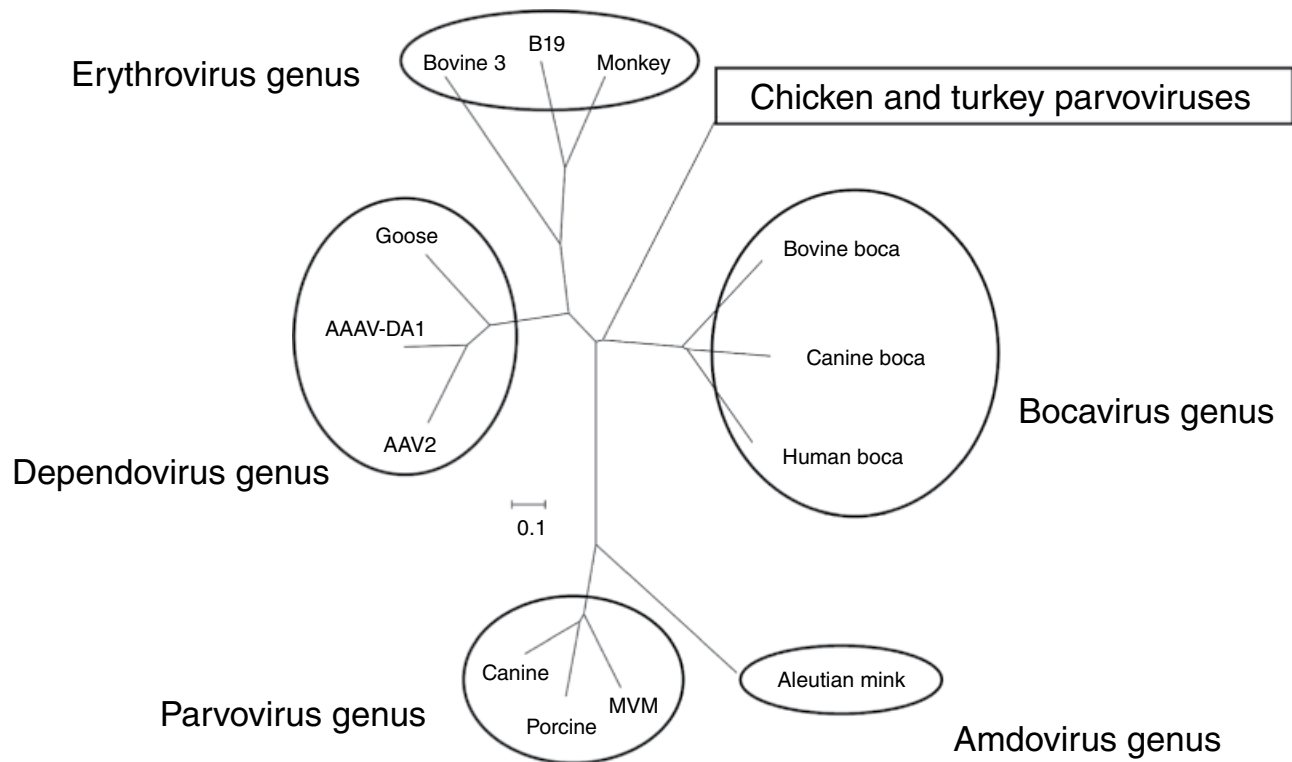 B19
Bovine 3
Monkey
Erythrovirus genus
Chicken and turkey parvoviruses
Goose
Bovine boca
AAAV-DA1
Canine boca
Bocavirus genus
AAV2
Human boca
Dependovirus genus
0.1
Canine
Aleutian mink
MVM
Parvovirus genus
Porcine
Amdovirus genus